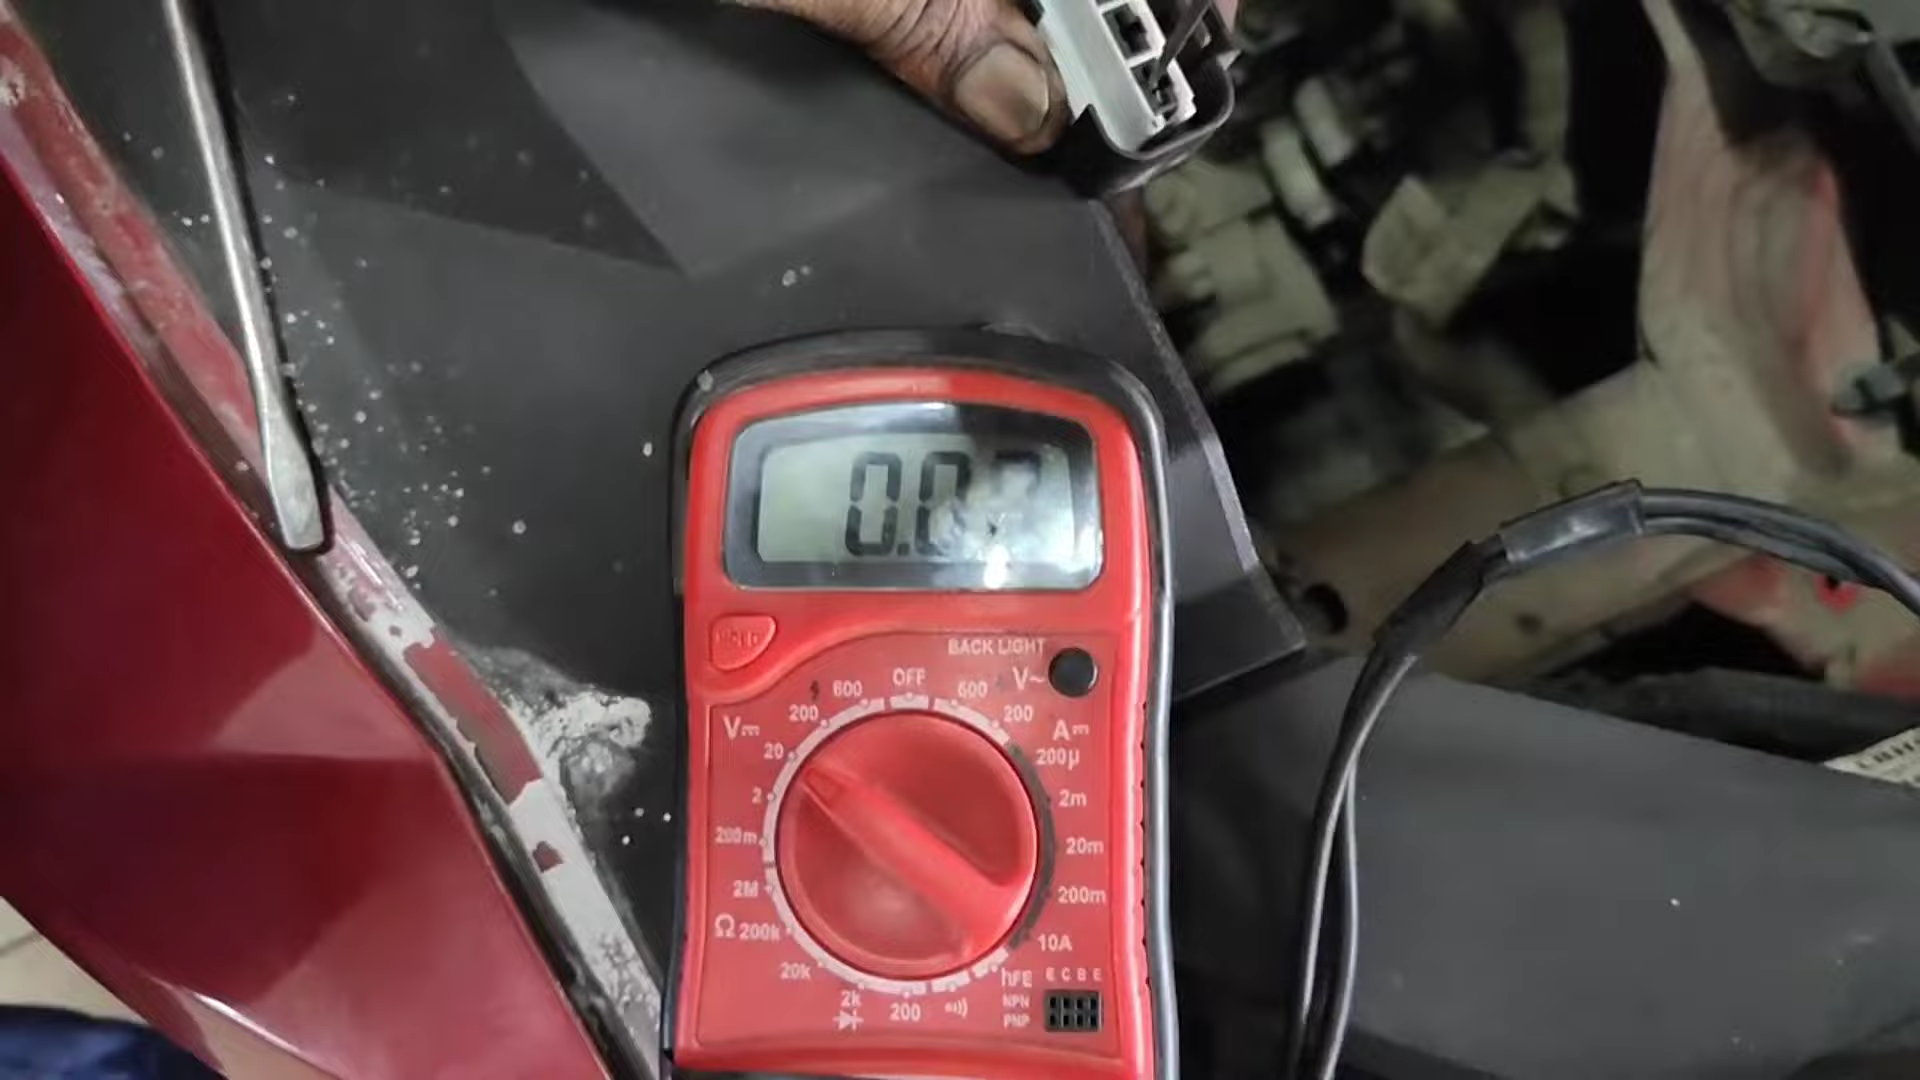 0.0
HOLD
BACK LIGHT
600 OFF 600 V~
200 200
V⎓ A⎓
20 200µ
2 2m
200m 20m
2M 200m
Ω 200k 10A
20k hFE E C B E
2k 200 NPN
PNP